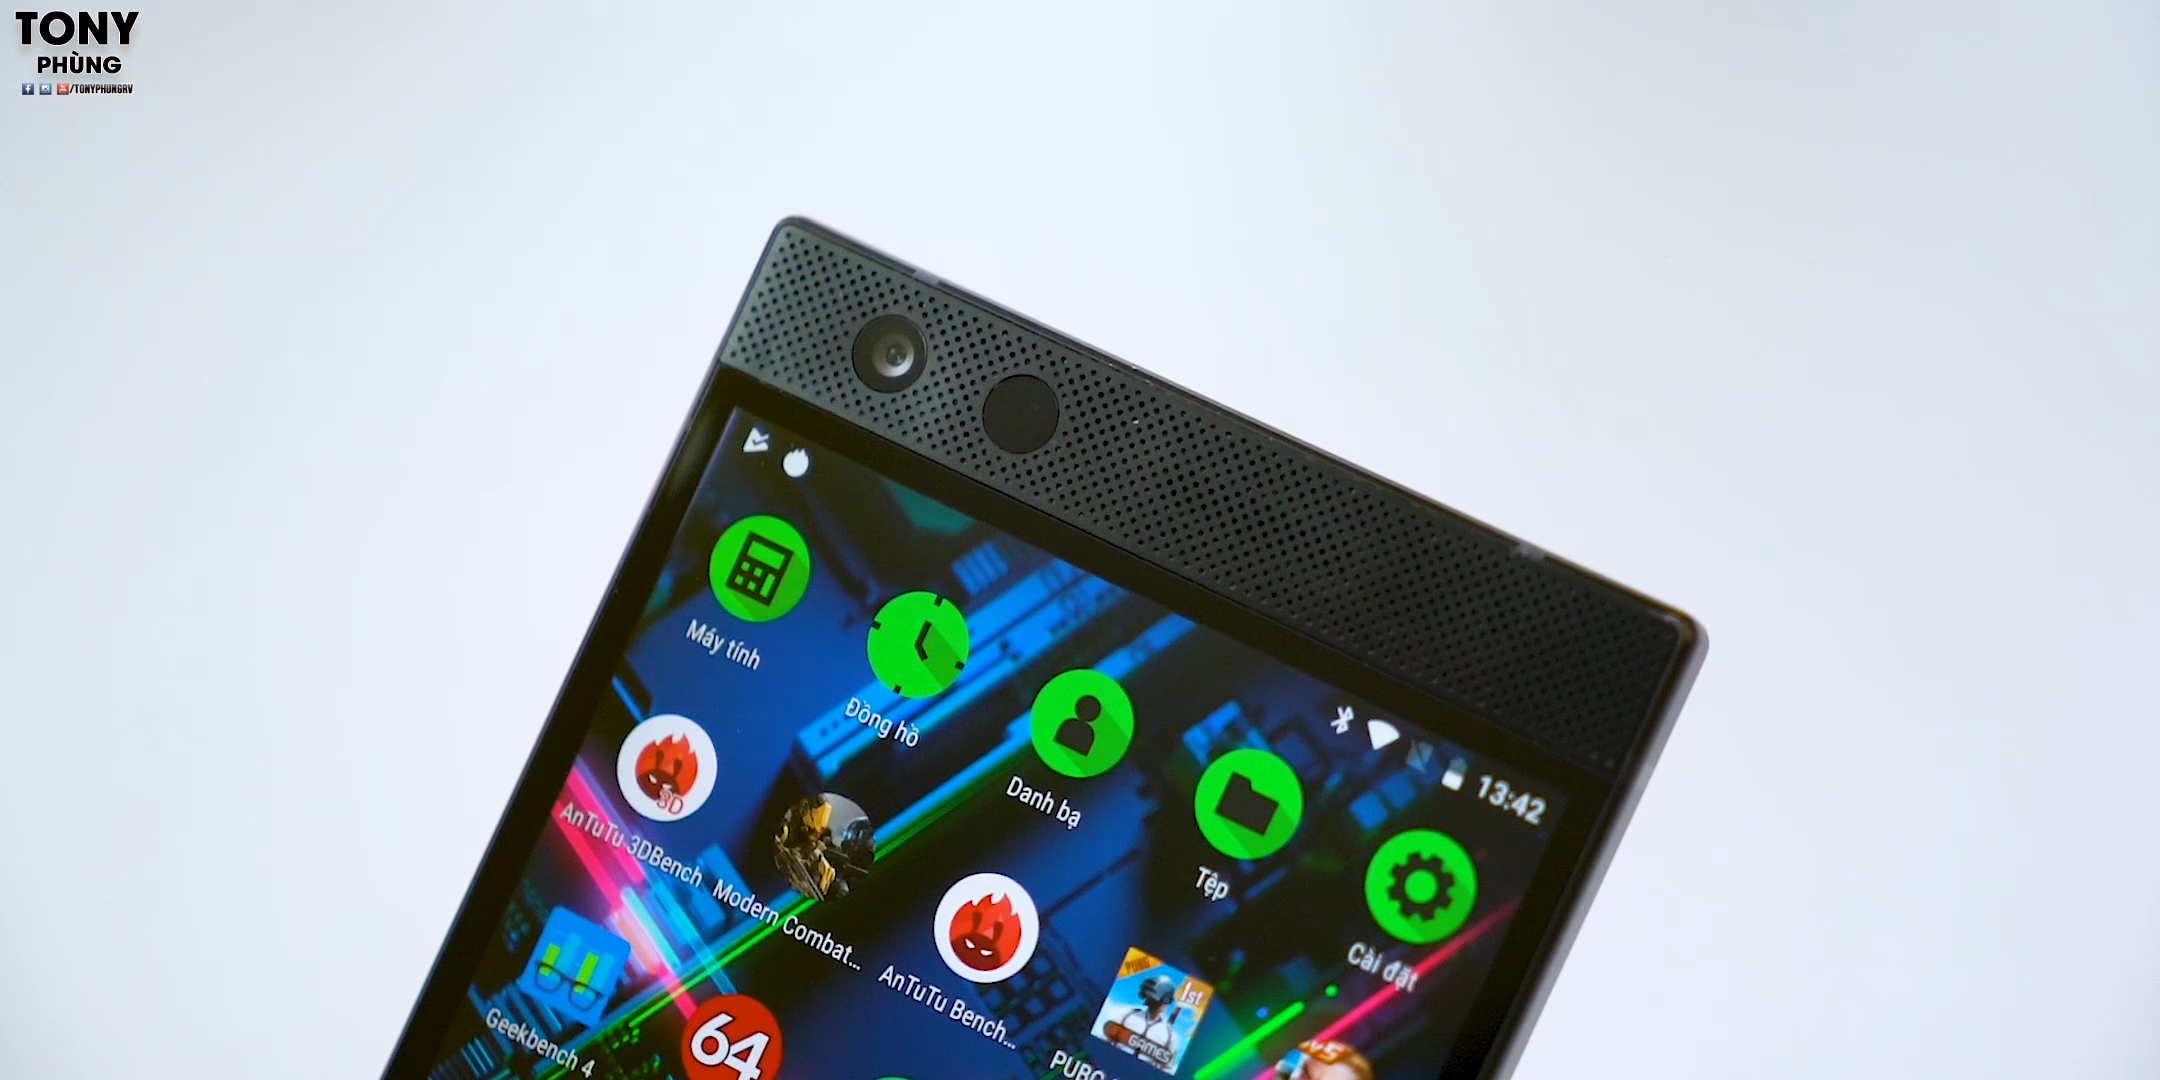 TONY
PHÙNG
/TONYPHUNGRV
13:42
Máy tính
Đồng hồ
Danh bạ
Tệp
Cài đặt
3D
AnTuTu 3DBench
Modern Combat...
AnTuTu Bench...
PUBG
1st
GAMES
Geekbench 4
64